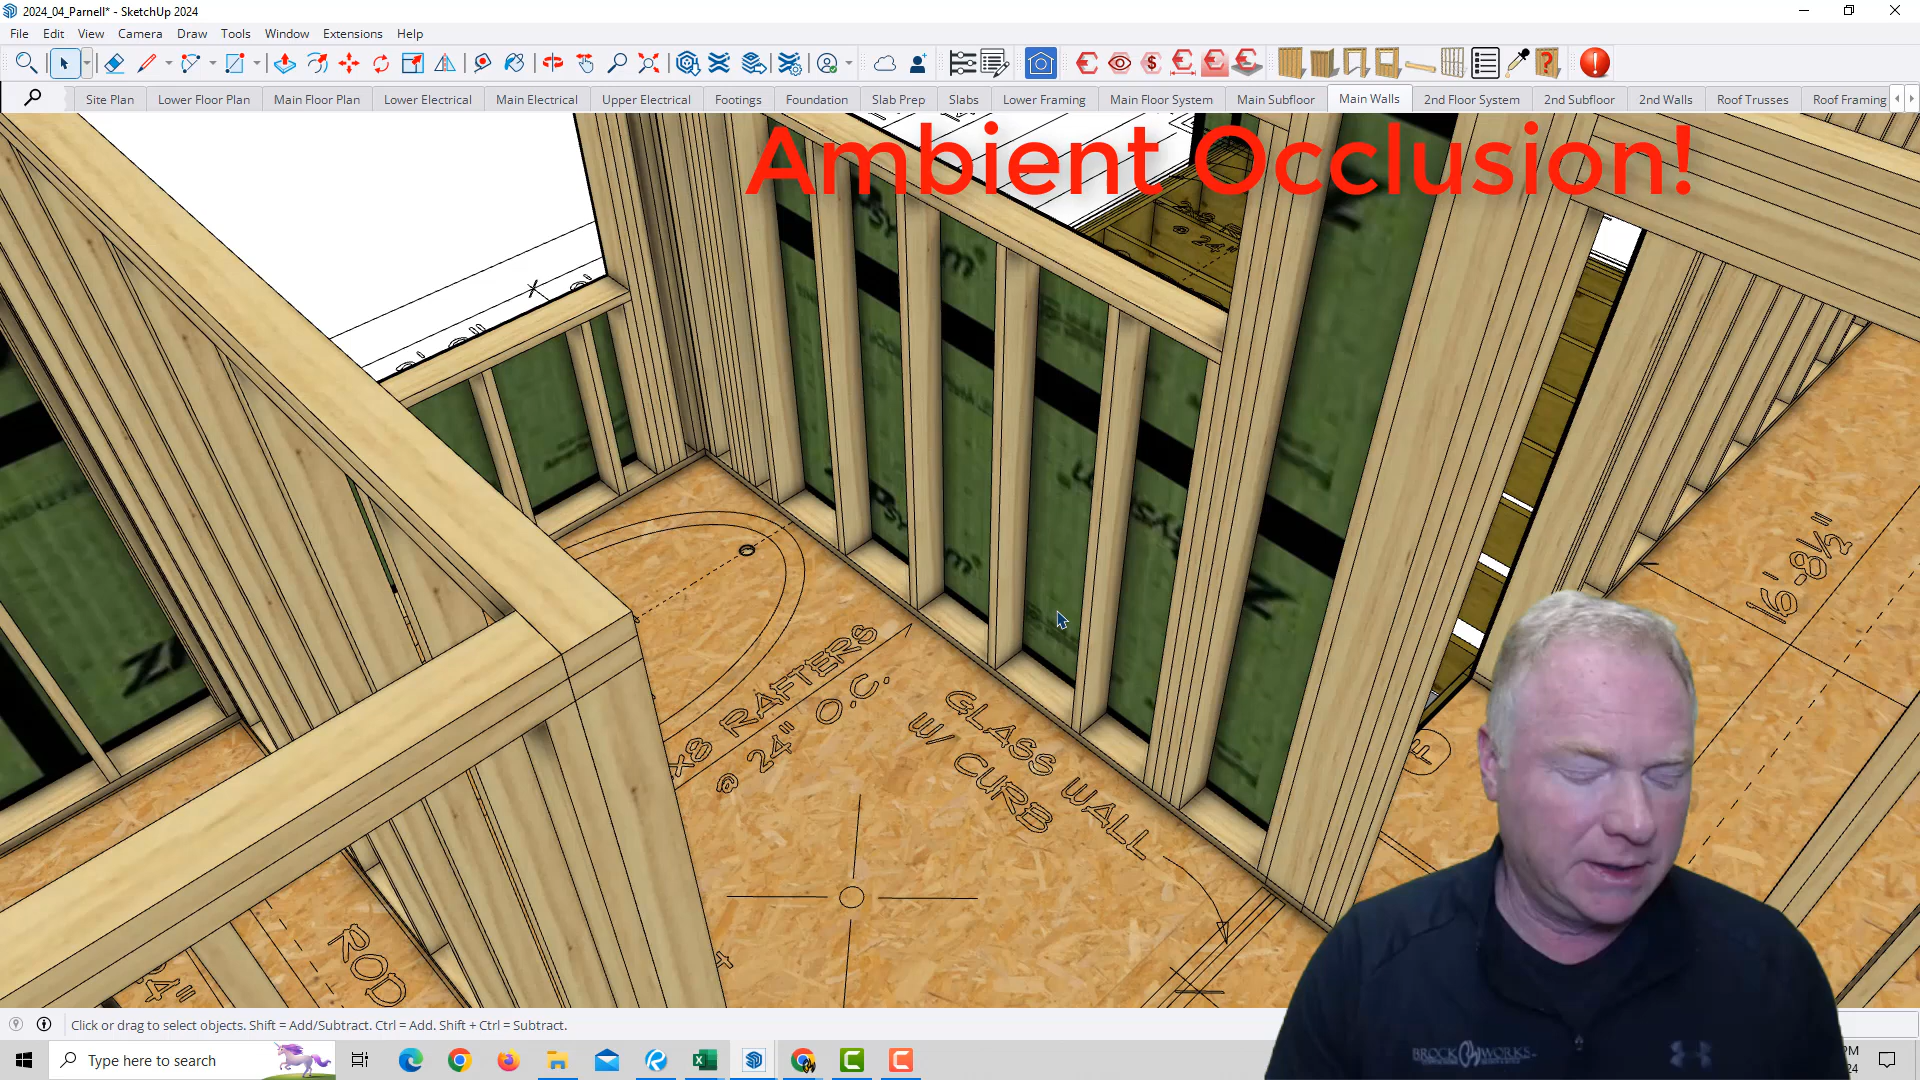 2024_04_Parnell* - SketchUp 2024
File Edit View Camera Draw Tools Window Extensions Help
Site Plan Lower Floor Plan Main Floor Plan Lower Electrical Main Electrical Upper Electrical Footings Foundation Slab Prep Slabs Lower Framing Main Floor System Main Subfloor Main Walls 2nd Floor System 2nd Subfloor 2nd Walls Roof Trusses Roof Framing
Ambient Occlusion!
16'-8½"
x8 RAFTERS
@ 24" O.C.
GLASS WALL
W/ CURB
ROD
BROCK WORKS
Click or drag to select objects. Shift = Add/Subtract. Ctrl = Add. Shift + Ctrl = Subtract.
Type here to search